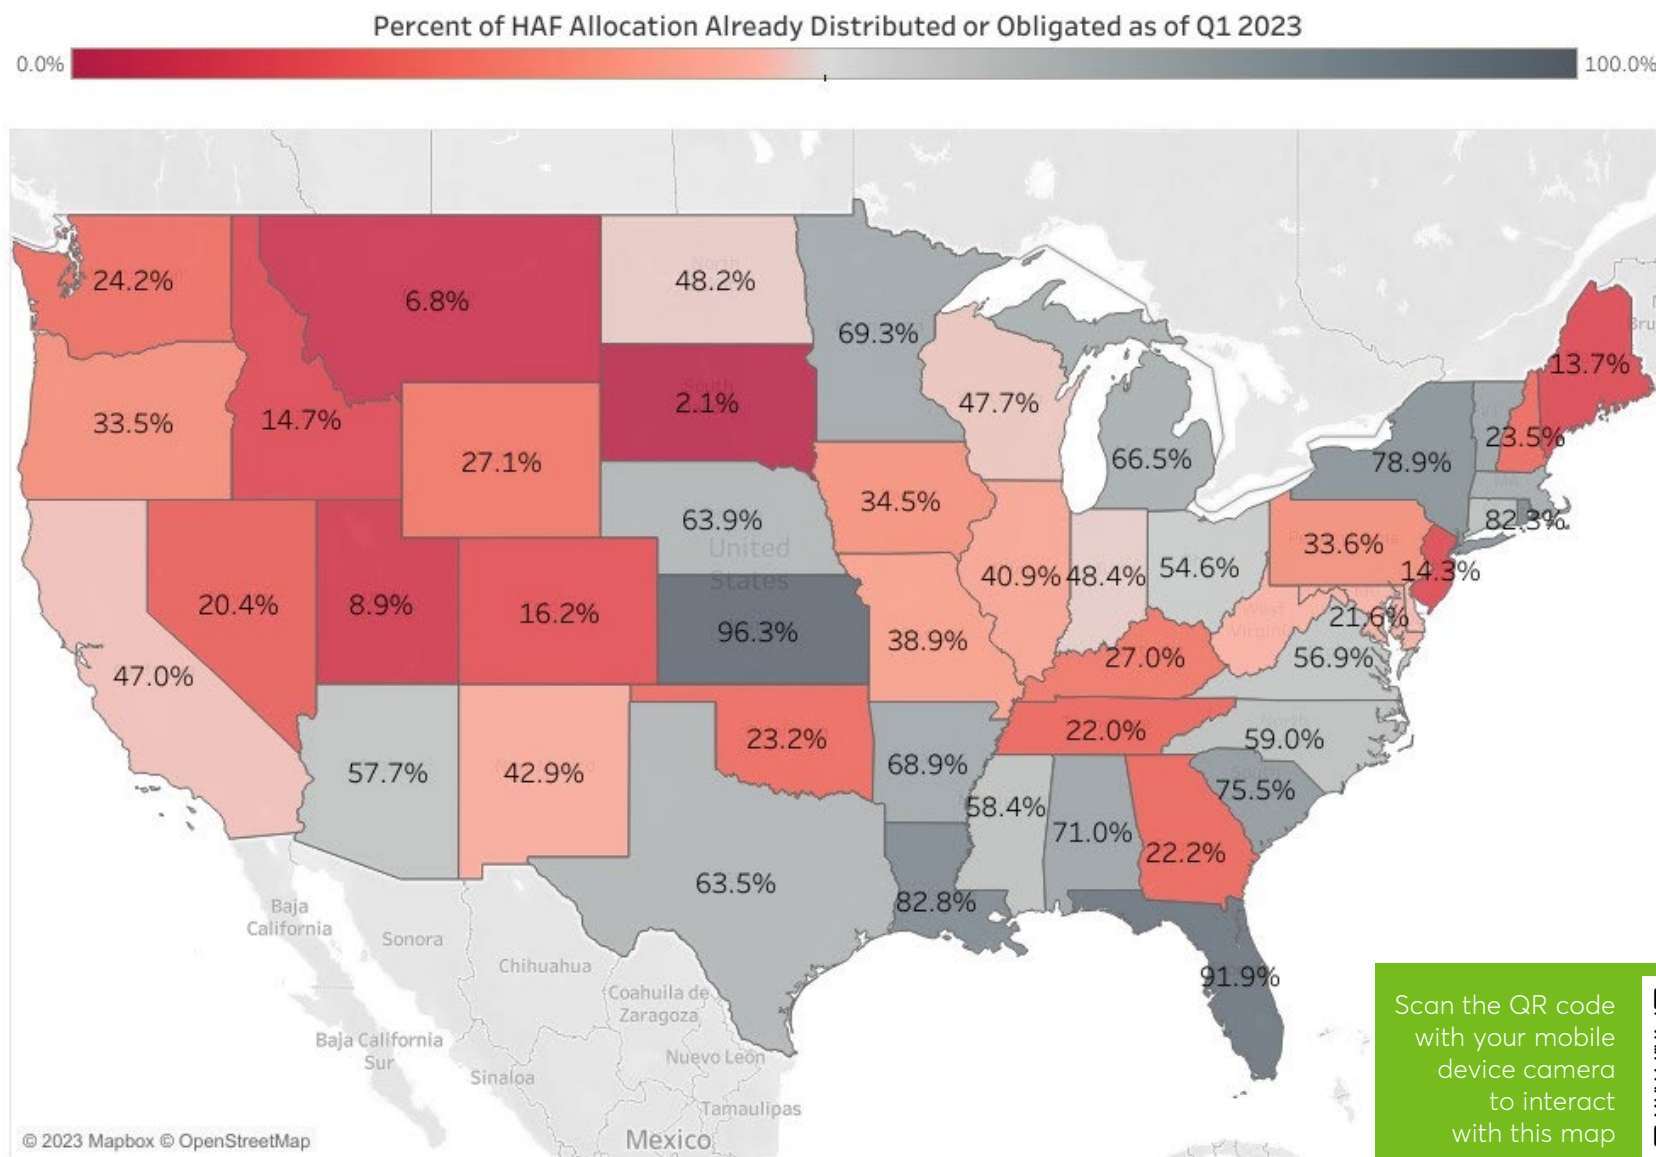 Percent of HAF Allocation Already Distributed or Obligated as of Q1 2023
0.0%
100.0%
24.2%
6.8%
North
48.2%
69.3%
13.7%
33.5%
14.7%
27.1%
South
2.1%
47.7%
66.5%
78.9%
23.5%
34.5%
63.9%
United
States
MA
82.3%
33.6%
14.3%
20.4%
8.9%
16.2%
96.3%
38.9%
40.9%
48.4%
54.6%
West
Virginia
21.6%
56.9%
27.0%
47.0%
57.7%
42.9%
23.2%
68.9%
22.0%
North
59.0%
75.5%
58.4%
71.0%
22.2%
63.5%
82.8%
91.9%
Baja
California
Sonora
Chihuahua
Coahuila de
Zaragoza
Baja California
Sur
Sinaloa
Nuevo León
Tamaulipas
Mexico
© 2023 Mapbox © OpenStreetMap
Scan the QR code
with your mobile
device camera
to interact
with this map